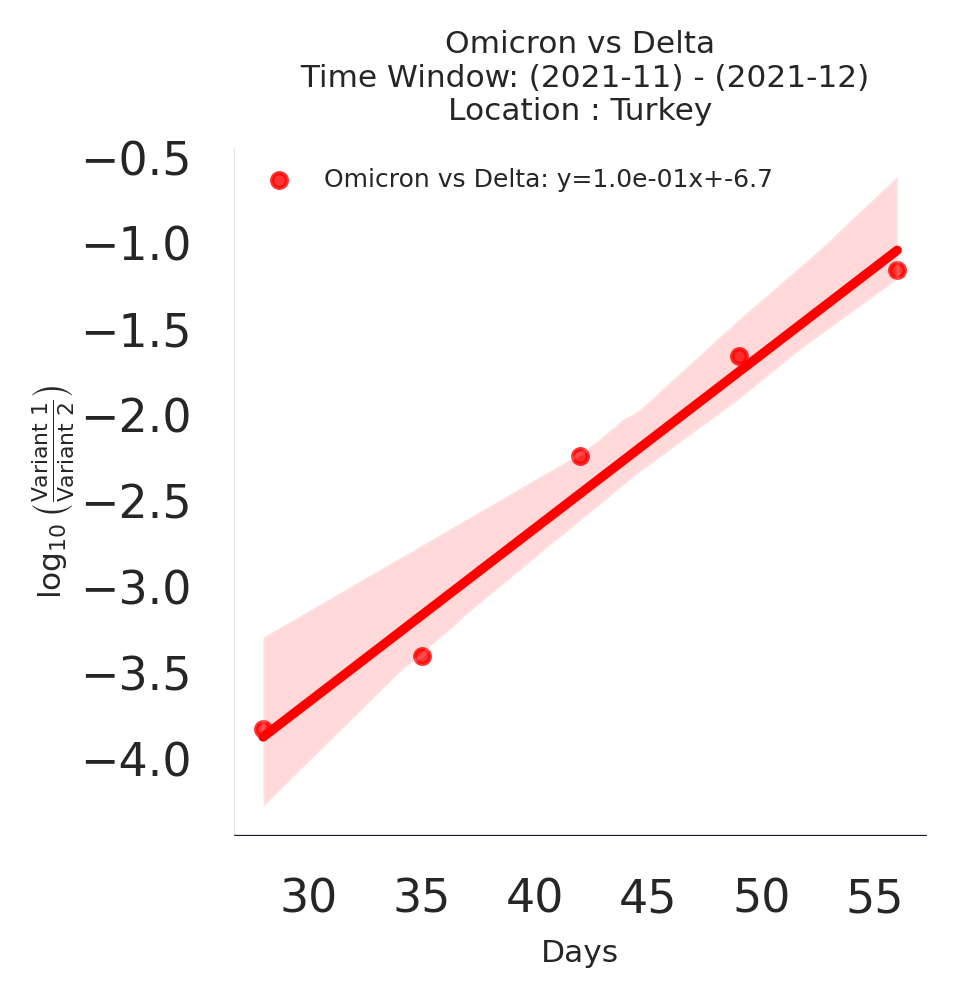 Omicron vs Delta
Time Window: (2021-11) - (2021-12)
Location : Turkey
Omicron vs Delta: y=1.0e-01x+-6.7
−0.5
−1.0
−1.5
−2.0
−2.5
−3.0
−3.5
−4.0
log₁₀ (Variant 1 / Variant 2)
30 35 40 45 50 55
Days